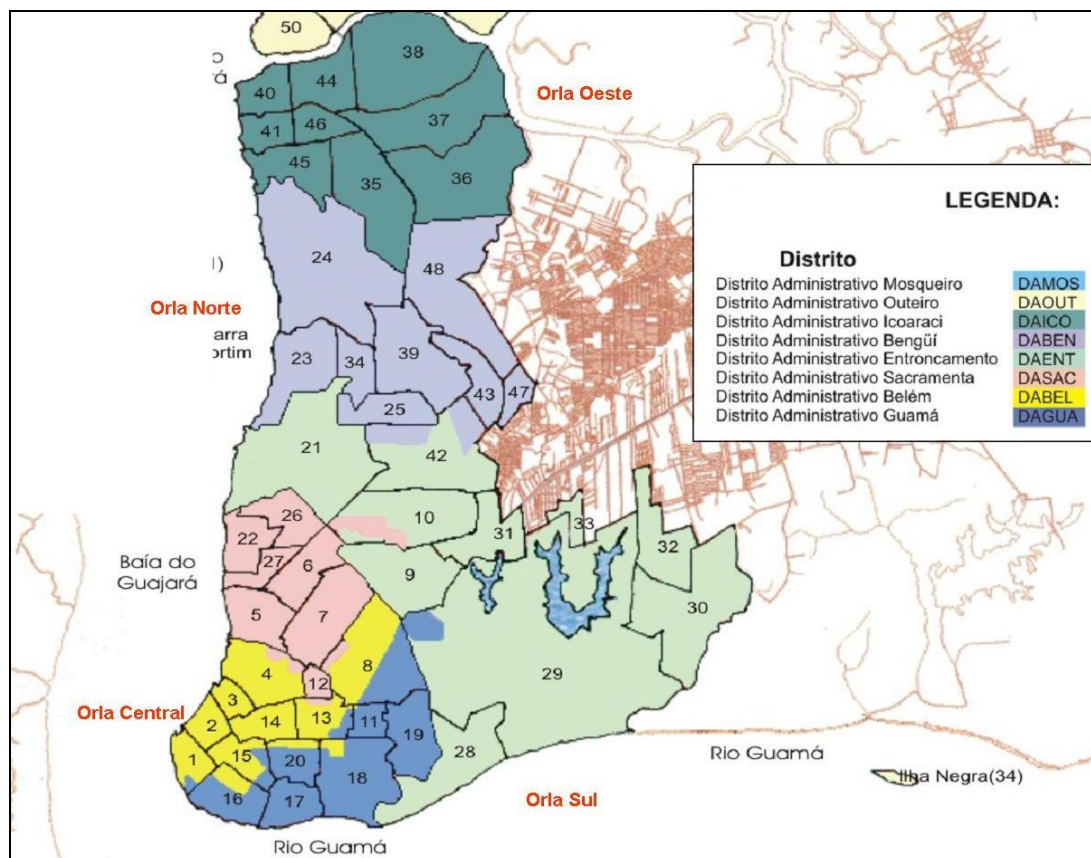 50
38
o
rá
44
40
Orla Oeste
46
37
41
45
35
36
LEGENDA:
24
48
1)
Distrito
Distrito Administrativo Mosqueiro DAMOS
Distrito Administrativo Outeiro DAOUT
Distrito Administrativo Icoaraci DAICO
Distrito Administrativo Bengüí DABEN
Distrito Administrativo Entroncamento DAENT
Distrito Administrativo Sacramenta DASAC
Distrito Administrativo Belém DABEL
Distrito Administrativo Guamá DAGUA
Orla Norte
arra
ortim
23
34
39
43
47
25
21
42
26
10
22
31
33
32
27
6
9
Baía do
Guajará
5
7
30
4
8
29
12
3
Orla Central
2
14
13
11
19
28
1
15
20
18
Rio Guamá
Ilha Negra(34)
16
17
Orla Sul
Rio Guamá